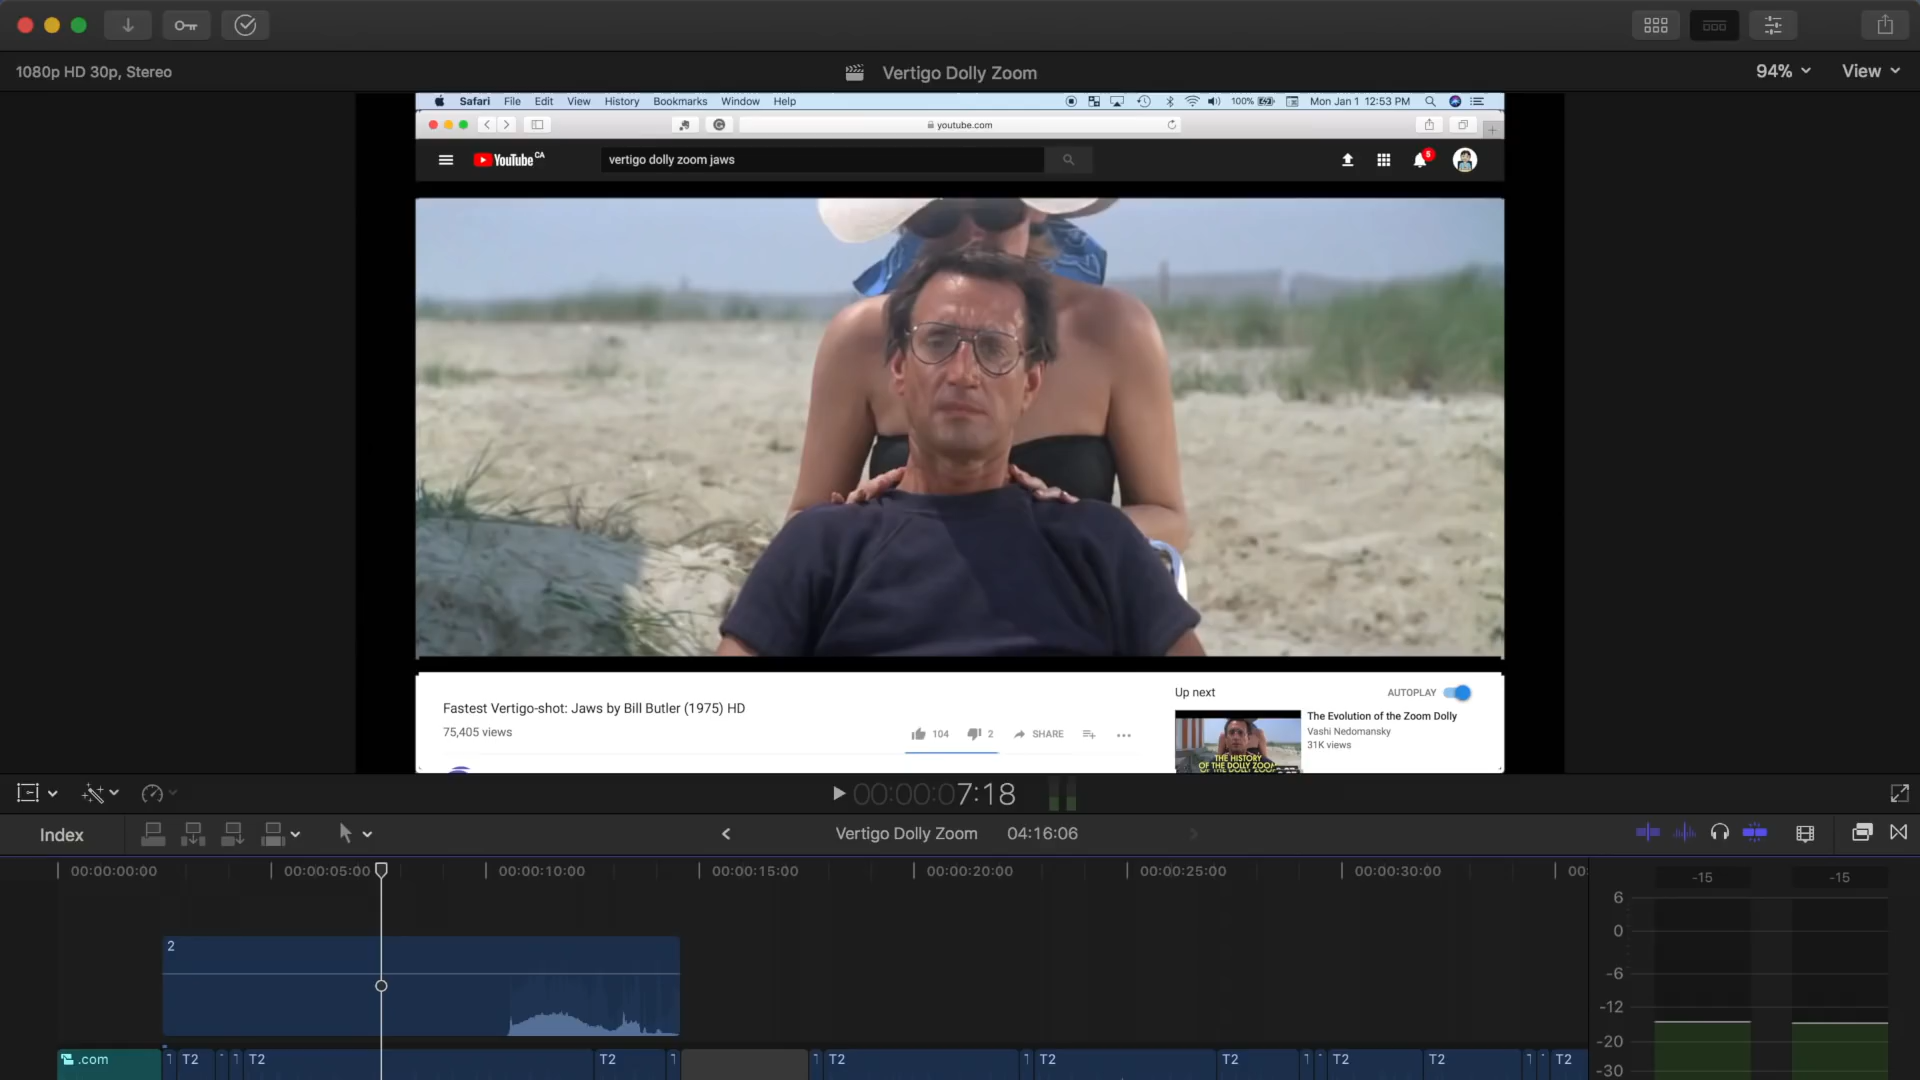 1080p HD 30p, Stereo
Vertigo Dolly Zoom
94%
View
Safari File Edit View History Bookmarks Window Help
100%
Mon Jan 1 12:53 PM
youtube.com
YouTube CA
vertigo dolly zoom jaws
8
Fastest Vertigo-shot: Jaws by Bill Butler (1975) HD
75,405 views
104
2
SHARE
Up next
AUTOPLAY
The Evolution of the Zoom Dolly
Vashi Nedomansky
31K views
THE HISTORY
OF THE DOLLY ZOOM
00:00:07:18
Index
Vertigo Dolly Zoom 04:16:06
00:00:00:00 00:00:05:00 00:00:10:00 00:00:15:00 00:00:20:00 00:00:25:00 00:00:30:00 00:
-15 -15
6
0
-6
-12
-20
-30
2
.com T2 T2 T2 T2 T2 T2 T2 T2 T2